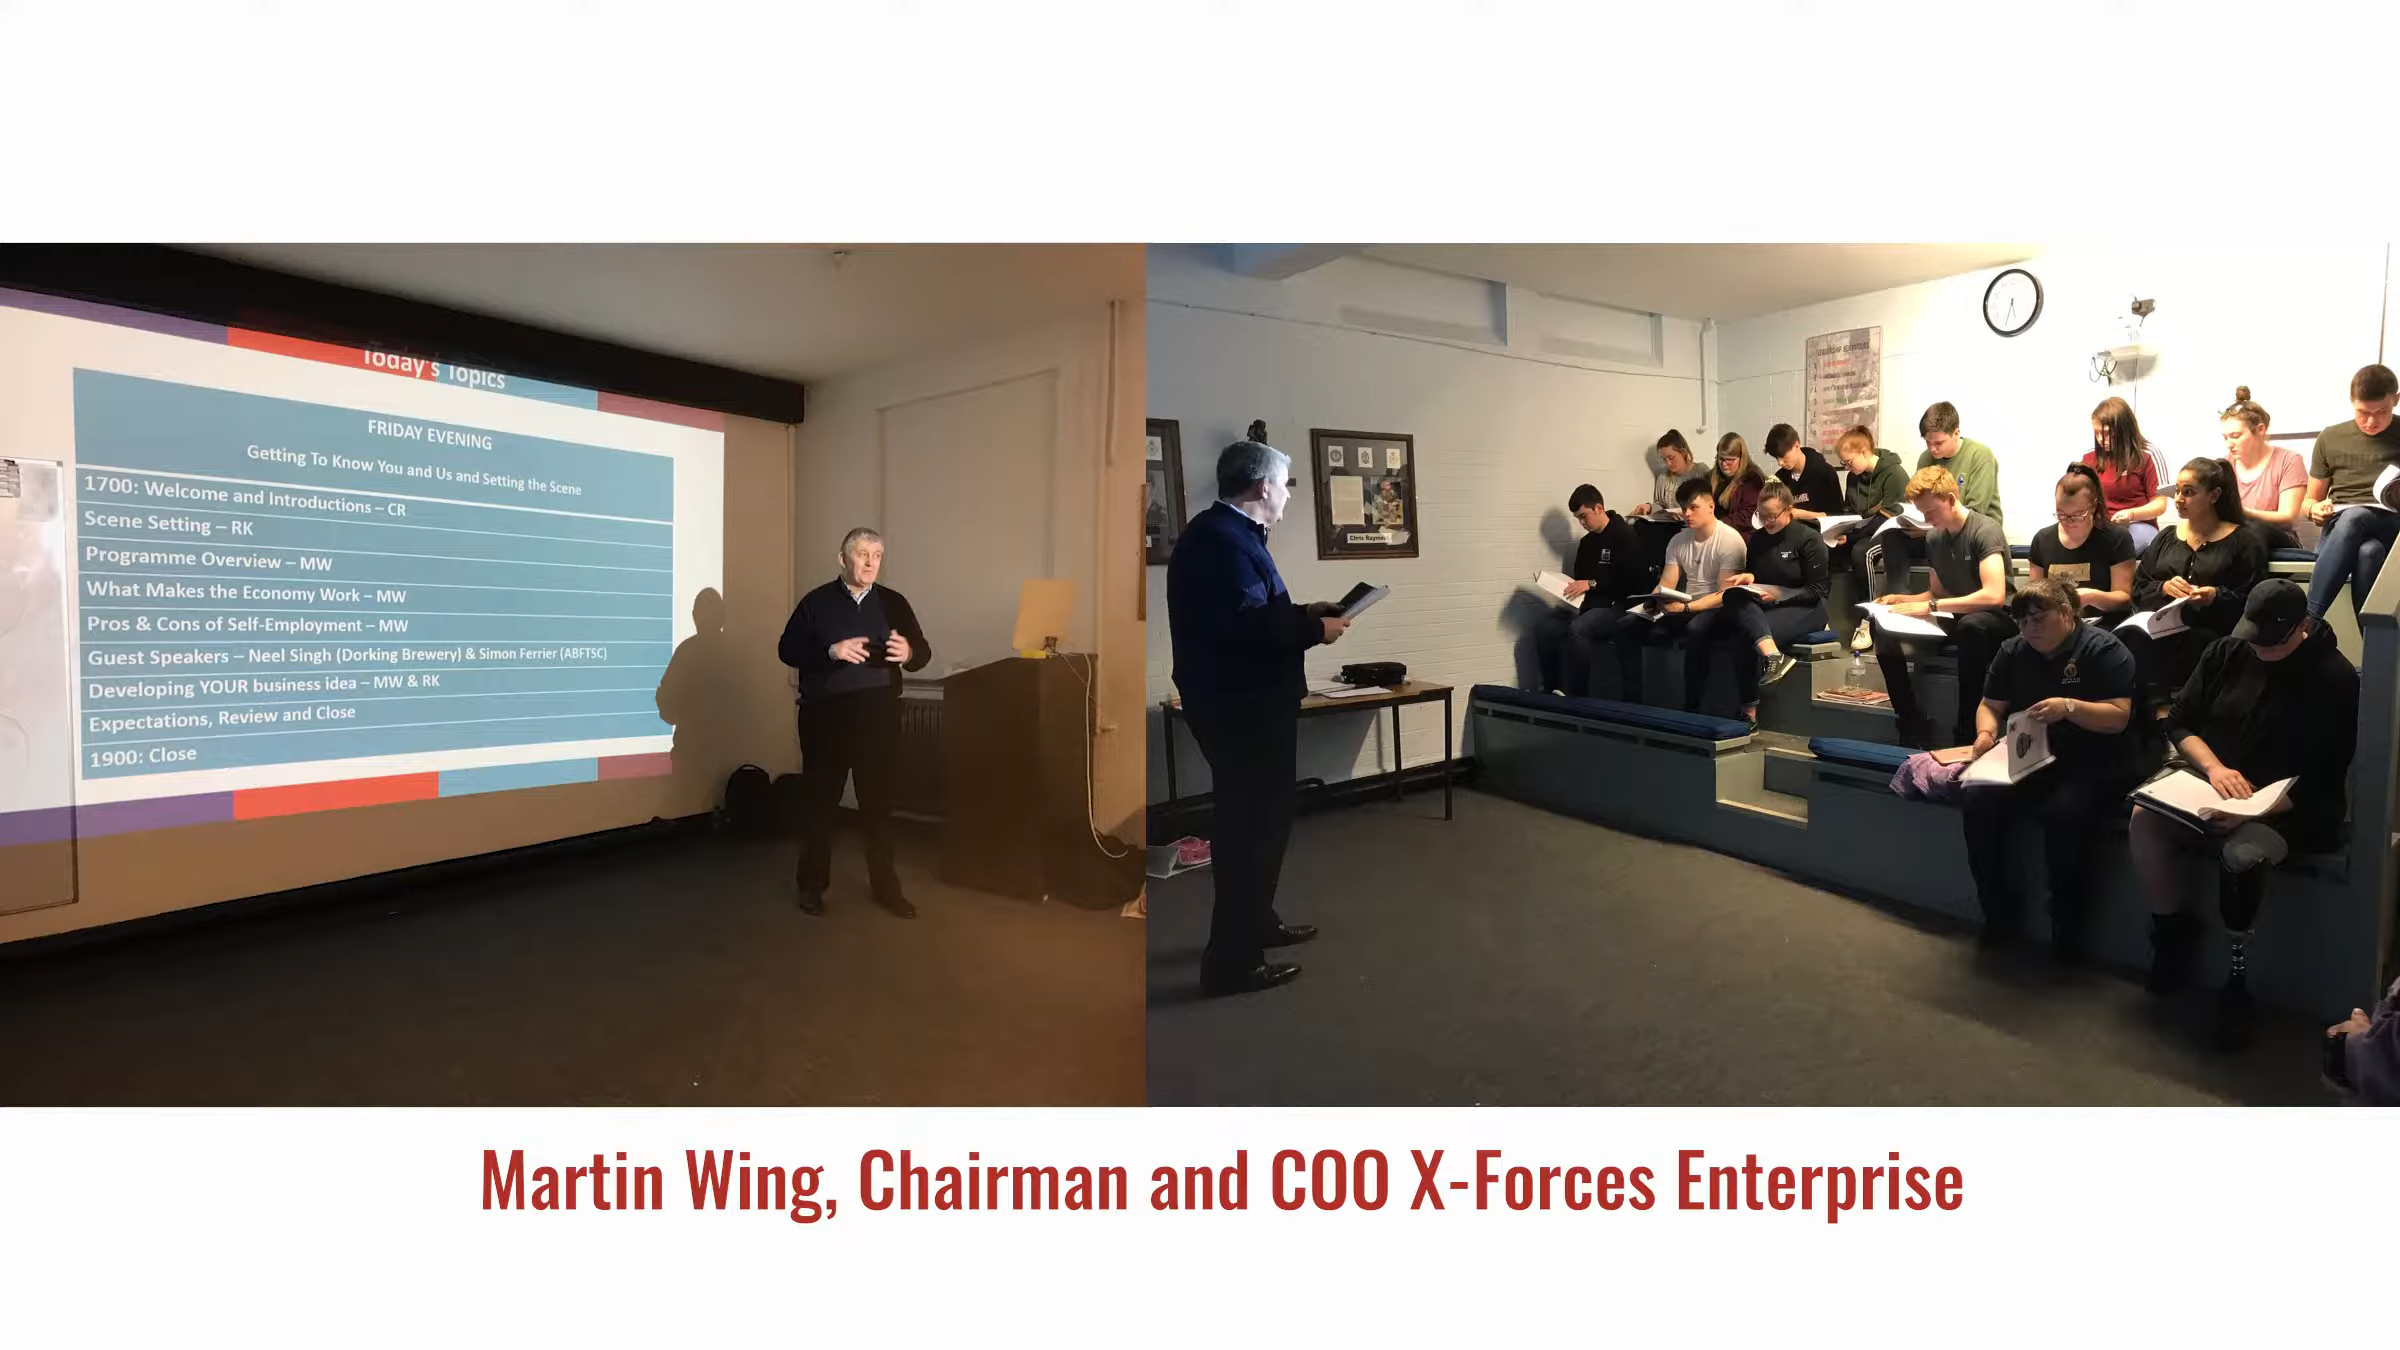 Today's Topics
FRIDAY EVENING
Getting To Know You and Us and Setting the Scene
1700: Welcome and Introductions – CR
Scene Setting – RK
Programme Overview – MW
What Makes the Economy Work – MW
Pros & Cons of Self-Employment – MW
Guest Speakers – Neel Singh (Dorking Brewery) & Simon Ferrier (ABFTSC)
Developing YOUR business idea – MW & RK
Expectations, Review and Close
1900: Close
LEADERSHIP BEHAVIOURS
Chris
Martin Wing, Chairman and COO X-Forces Enterprise